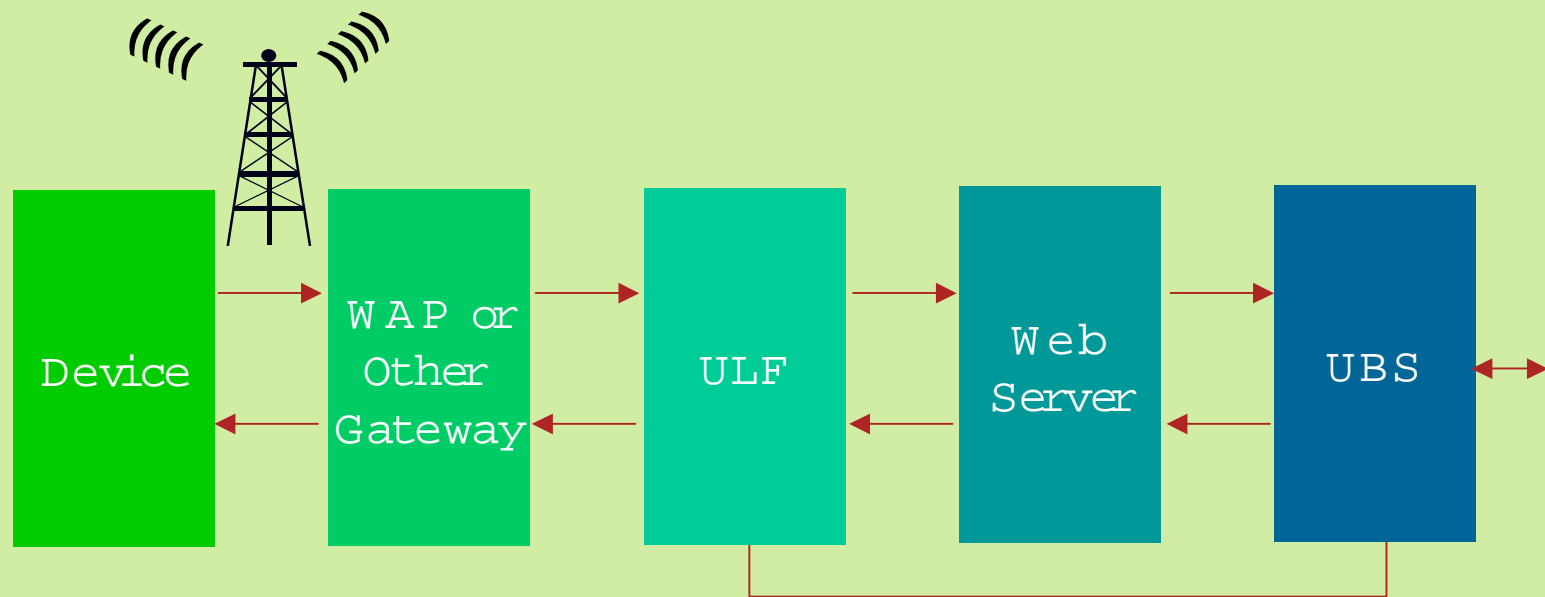 Device
WAP or
Other
Gateway
ULF
Web
Server
UBS